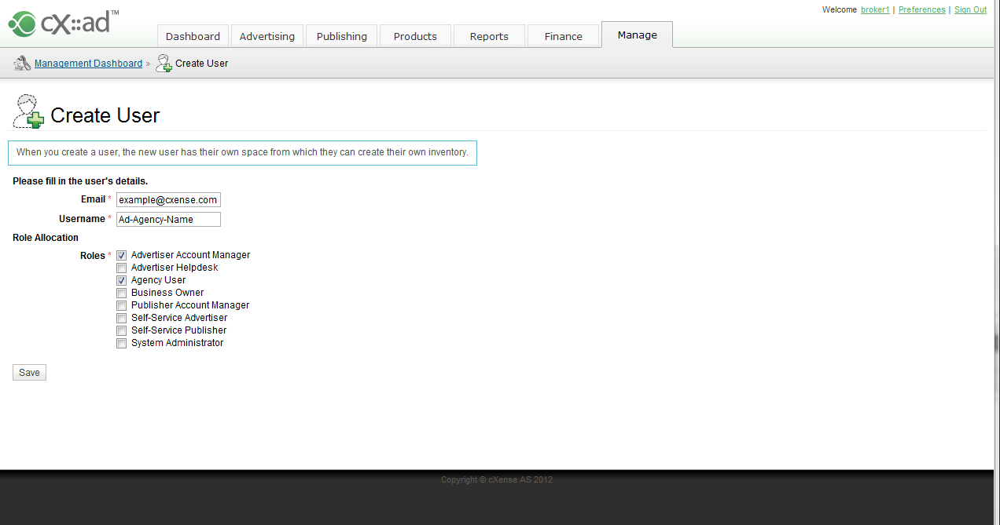 cx::ad™
Welcome broker1 | Preferences | Sign Out
Dashboard Advertising Publishing Products Reports Finance Manage
Management Dashboard » Create User
Create User
When you create a user, the new user has their own space from which they can create their own inventory.
Please fill in the user's details.
Email * example@cxense.com
Username * Ad-Agency-Name
Role Allocation
Roles * Advertiser Account Manager
Advertiser Helpdesk
Agency User
Business Owner
Publisher Account Manager
Self-Service Advertiser
Self-Service Publisher
System Administrator
Save
Copyright © cXense AS 2012